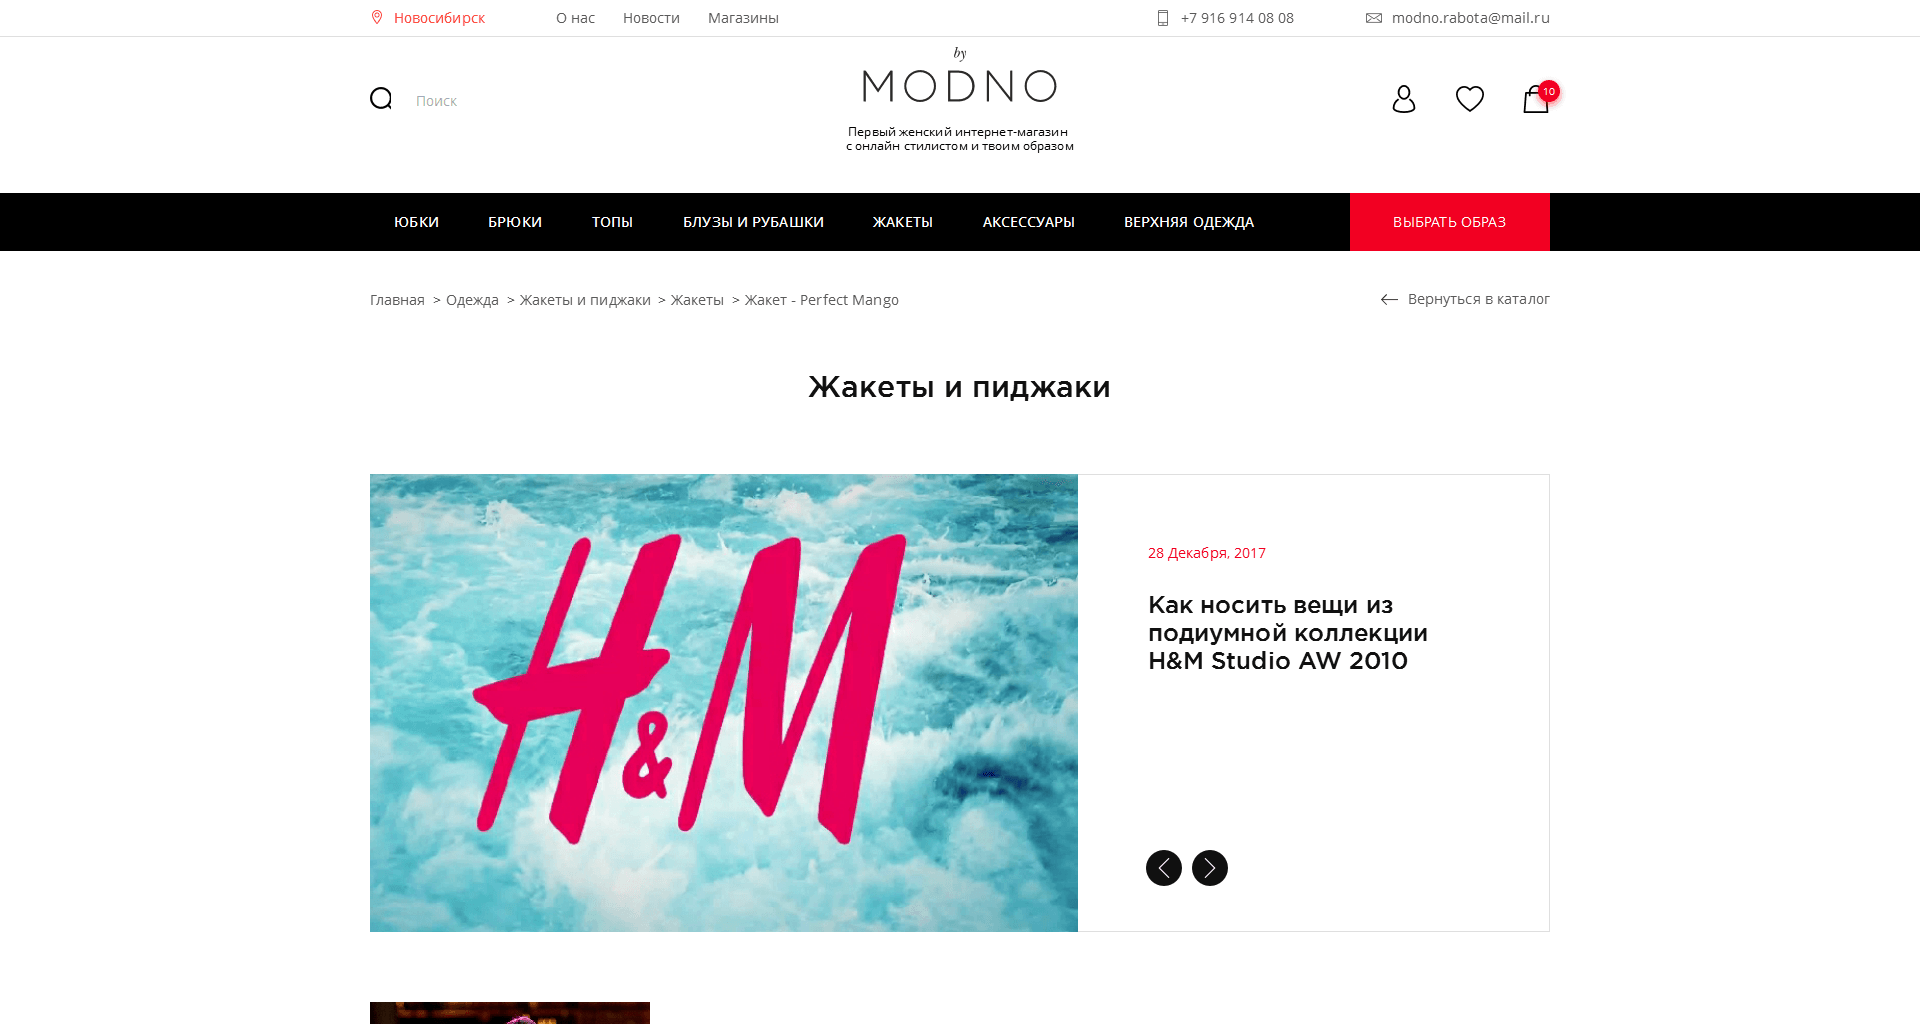 Новосибирск
О нас
Новости
Магазины
+7 916 914 08 08
modno.rabota@mail.ru
Поиск
by
MODNO
Первый женский интернет-магазин
с онлайн стилистом и твоим образом
10
ЮБКИ
БРЮКИ
ТОПЫ
БЛУЗЫ И РУБАШКИ
ЖАКЕТЫ
АКСЕССУАРЫ
ВЕРХНЯЯ ОДЕЖДА
ВЫБРАТЬ ОБРАЗ
Главная > Одежда > Жакеты и пиджаки > Жакеты > Жакет - Perfect Mango
Вернуться в каталог
Жакеты и пиджаки
H&M
28 Декабря, 2017
Как носить вещи из
подиумной коллекции
H&M Studio AW 2010